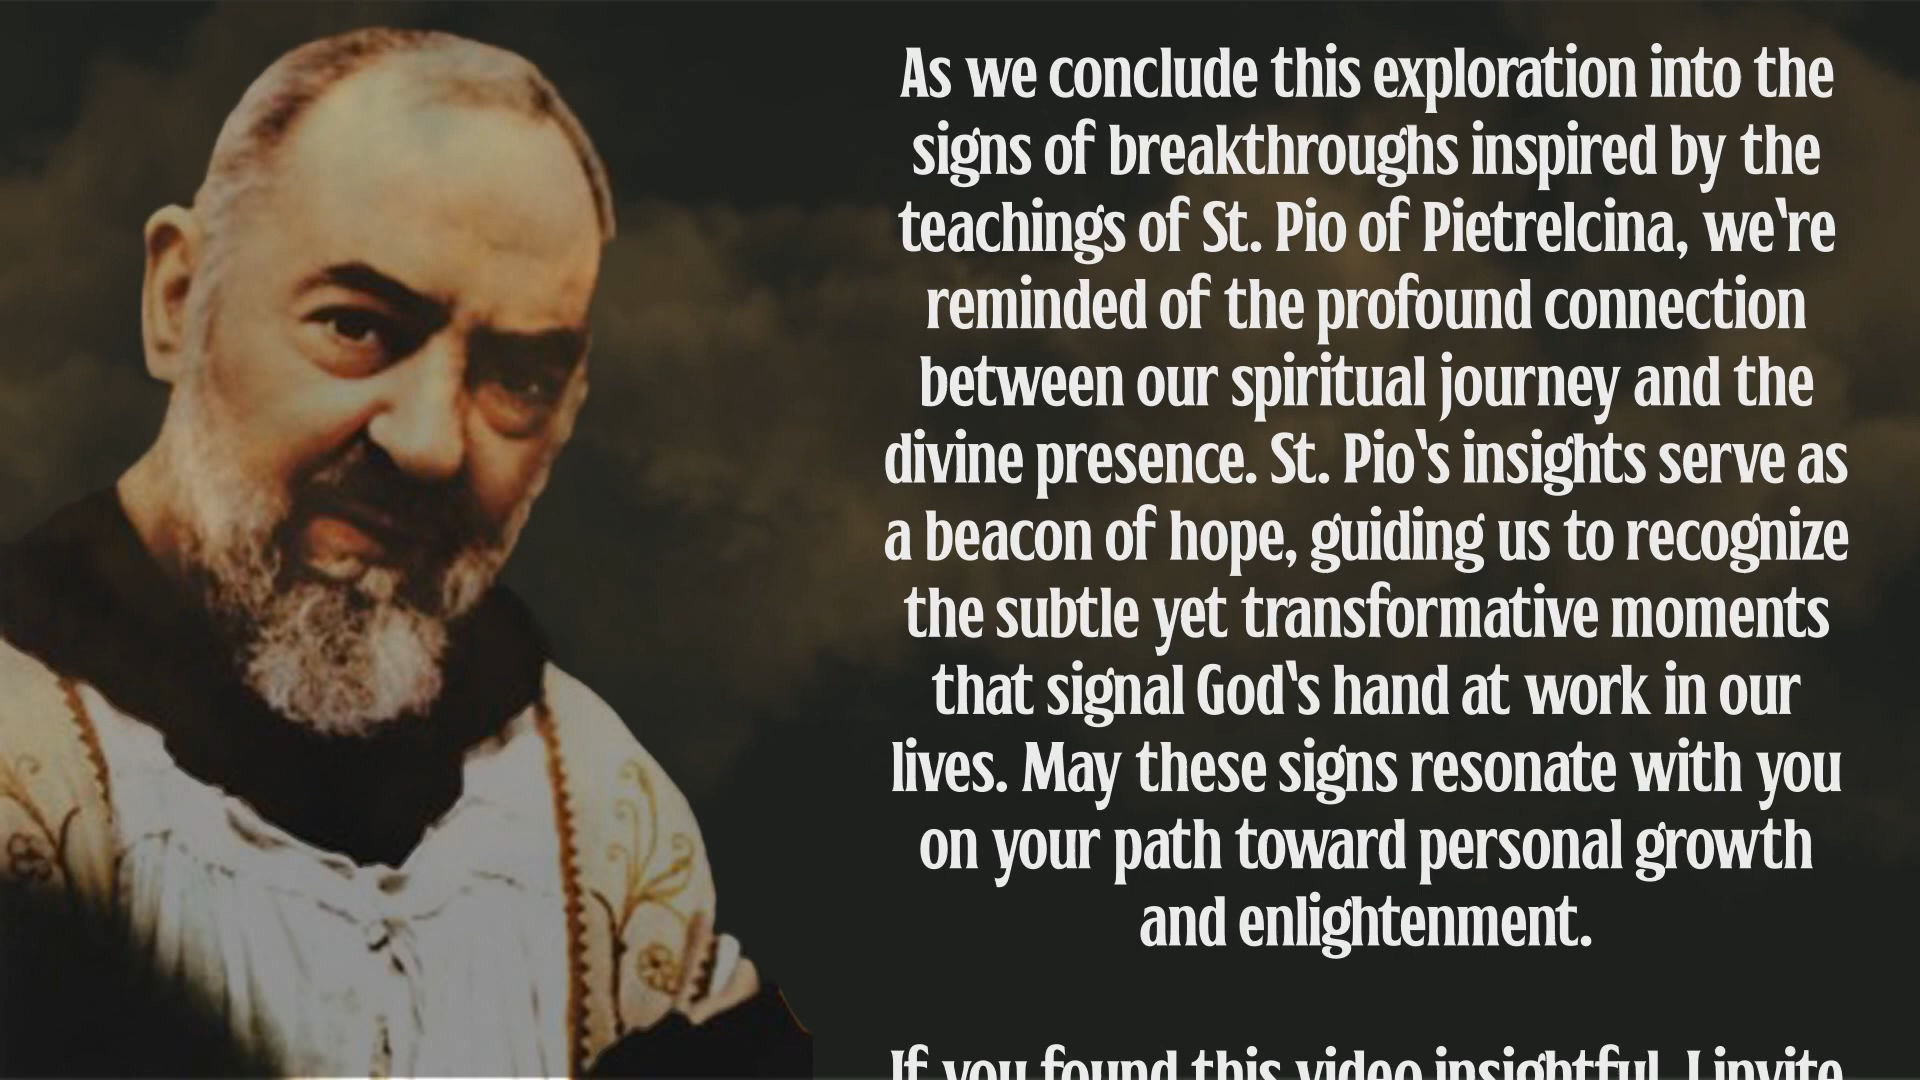 As we conclude this exploration into the
signs of breakthroughs inspired by the
teachings of St. Pio of Pietrelcina, we're
reminded of the profound connection
between our spiritual journey and the
divine presence. St. Pio's insights serve as
a beacon of hope, guiding us to recognize
the subtle yet transformative moments
that signal God's hand at work in our
lives. May these signs resonate with you
on your path toward personal growth
and enlightenment.
If you found this video insightful, I invite